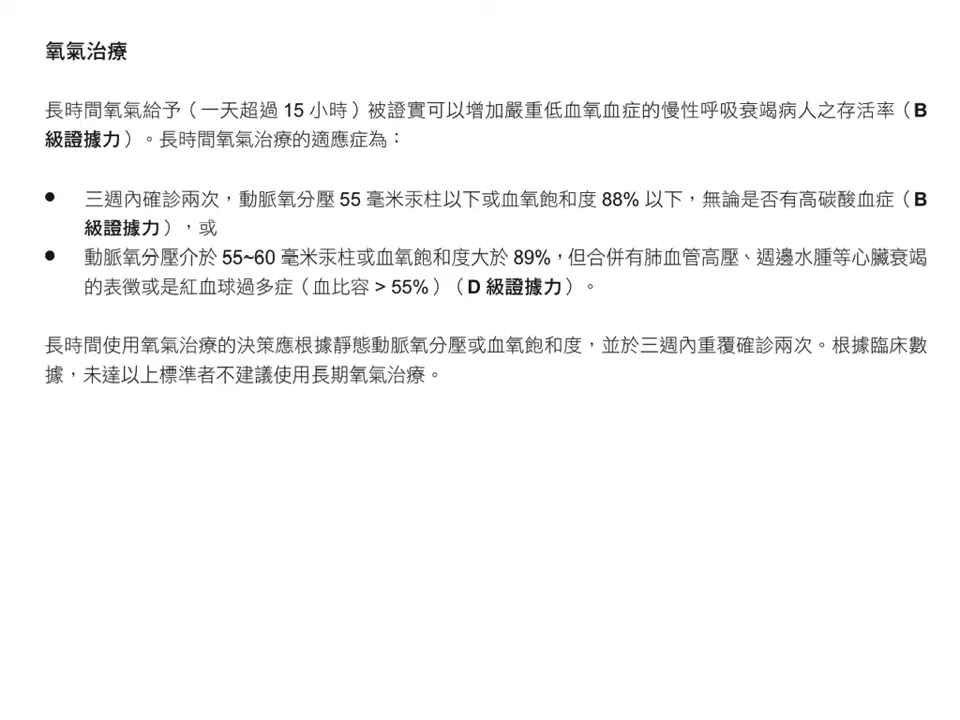 氧氣治療
長時間氧氣給予（一天超過 15 小時）被證實可以增加嚴重低血氧血症的慢性呼吸衰竭病人之存活率（B
級證據力）。長時間氧氣治療的適應症為：
● 三週內確診兩次，動脈氧分壓 55 毫米汞柱以下或血氧飽和度 88% 以下，無論是否有高碳酸血症（B
級證據力），或
● 動脈氧分壓介於 55~60 毫米汞柱或血氧飽和度大於 89%，但合併有肺血管高壓、週邊水腫等心臟衰竭
的表徵或是紅血球過多症（血比容 > 55%）（D 級證據力）。
長時間使用氧氣治療的決策應根據靜態動脈氧分壓或血氧飽和度，並於三週內重覆確診兩次。根據臨床數
據，未達以上標準者不建議使用長期氧氣治療。